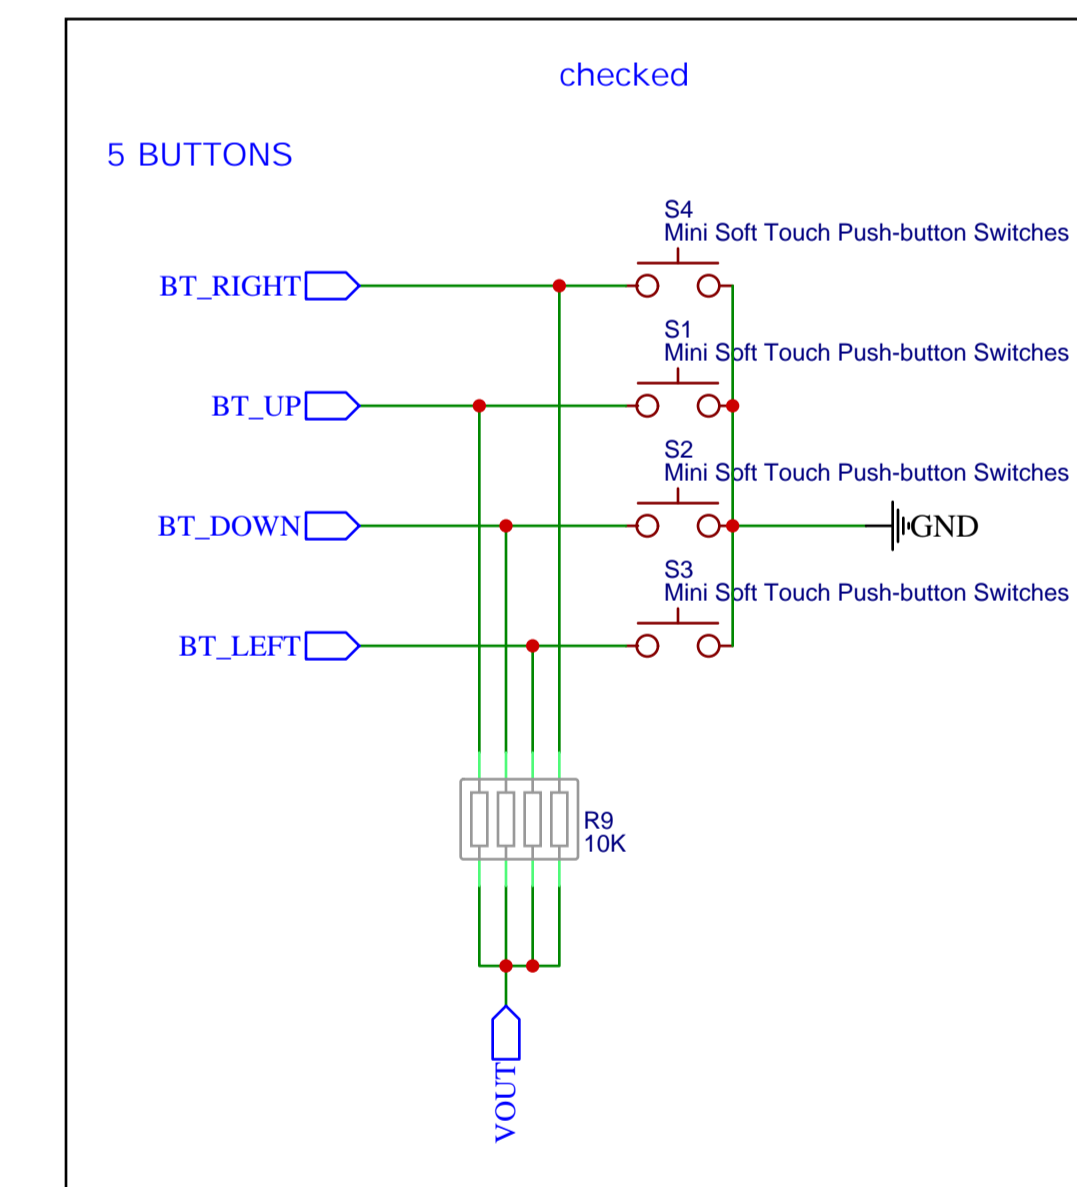 checked
5 BUTTONS
S4
Mini Soft Touch Push-button Switches
BT_RIGHT
S1
Mini Soft Touch Push-button Switches
BT_UP
S2
Mini Soft Touch Push-button Switches
BT_DOWN
GND
S3
Mini Soft Touch Push-button Switches
BT_LEFT
R9
10K
VOUT